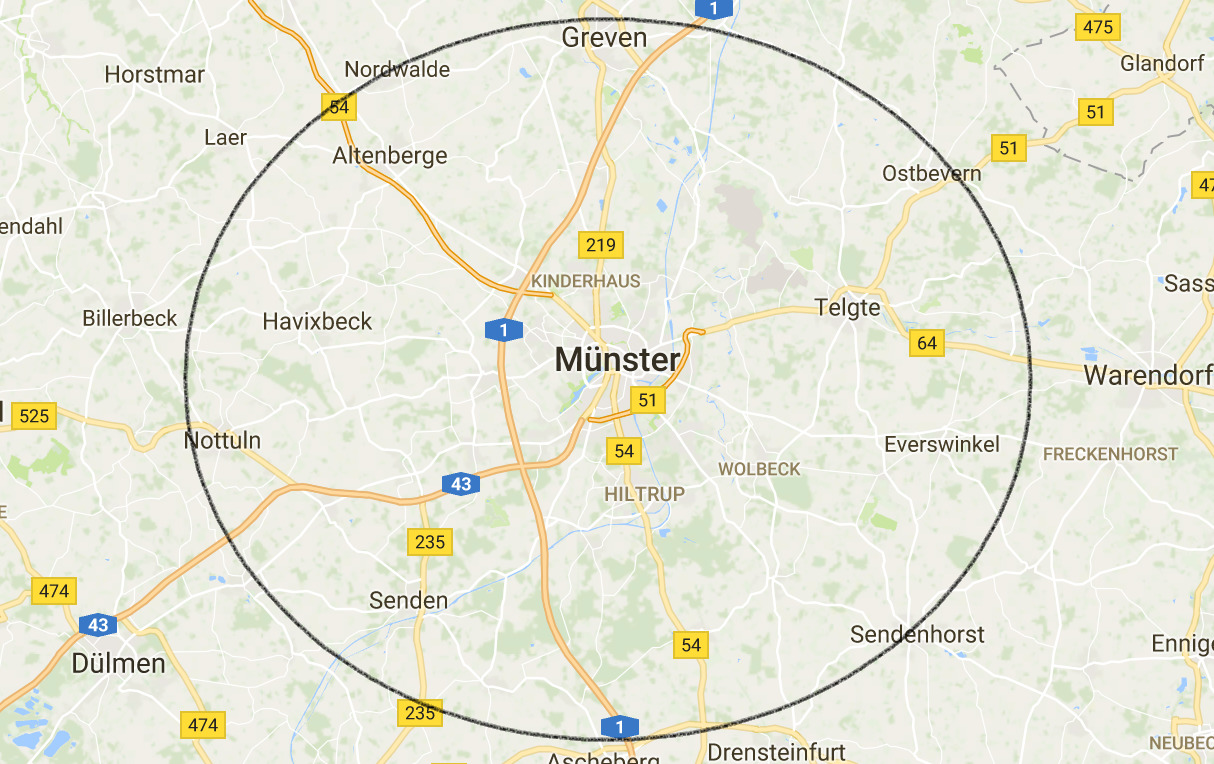 1
475
Greven
Glandorf
Horstmar
Nordwalde
54
51
Laer
51
Altenberge
Ostbevern
47
endahl
219
KINDERHAUS
Sass
Billerbeck
Havixbeck
Telgte
1
64
Münster
Warendorf
51
525
Nottuln
Everswinkel
54
FRECKENHORST
WOLBECK
43
HILTRUP
235
474
Senden
43
Sendenhorst
54
Ennige
Dülmen
235
474
1
NEUBEC
Drensteinfurt
Ascheberg